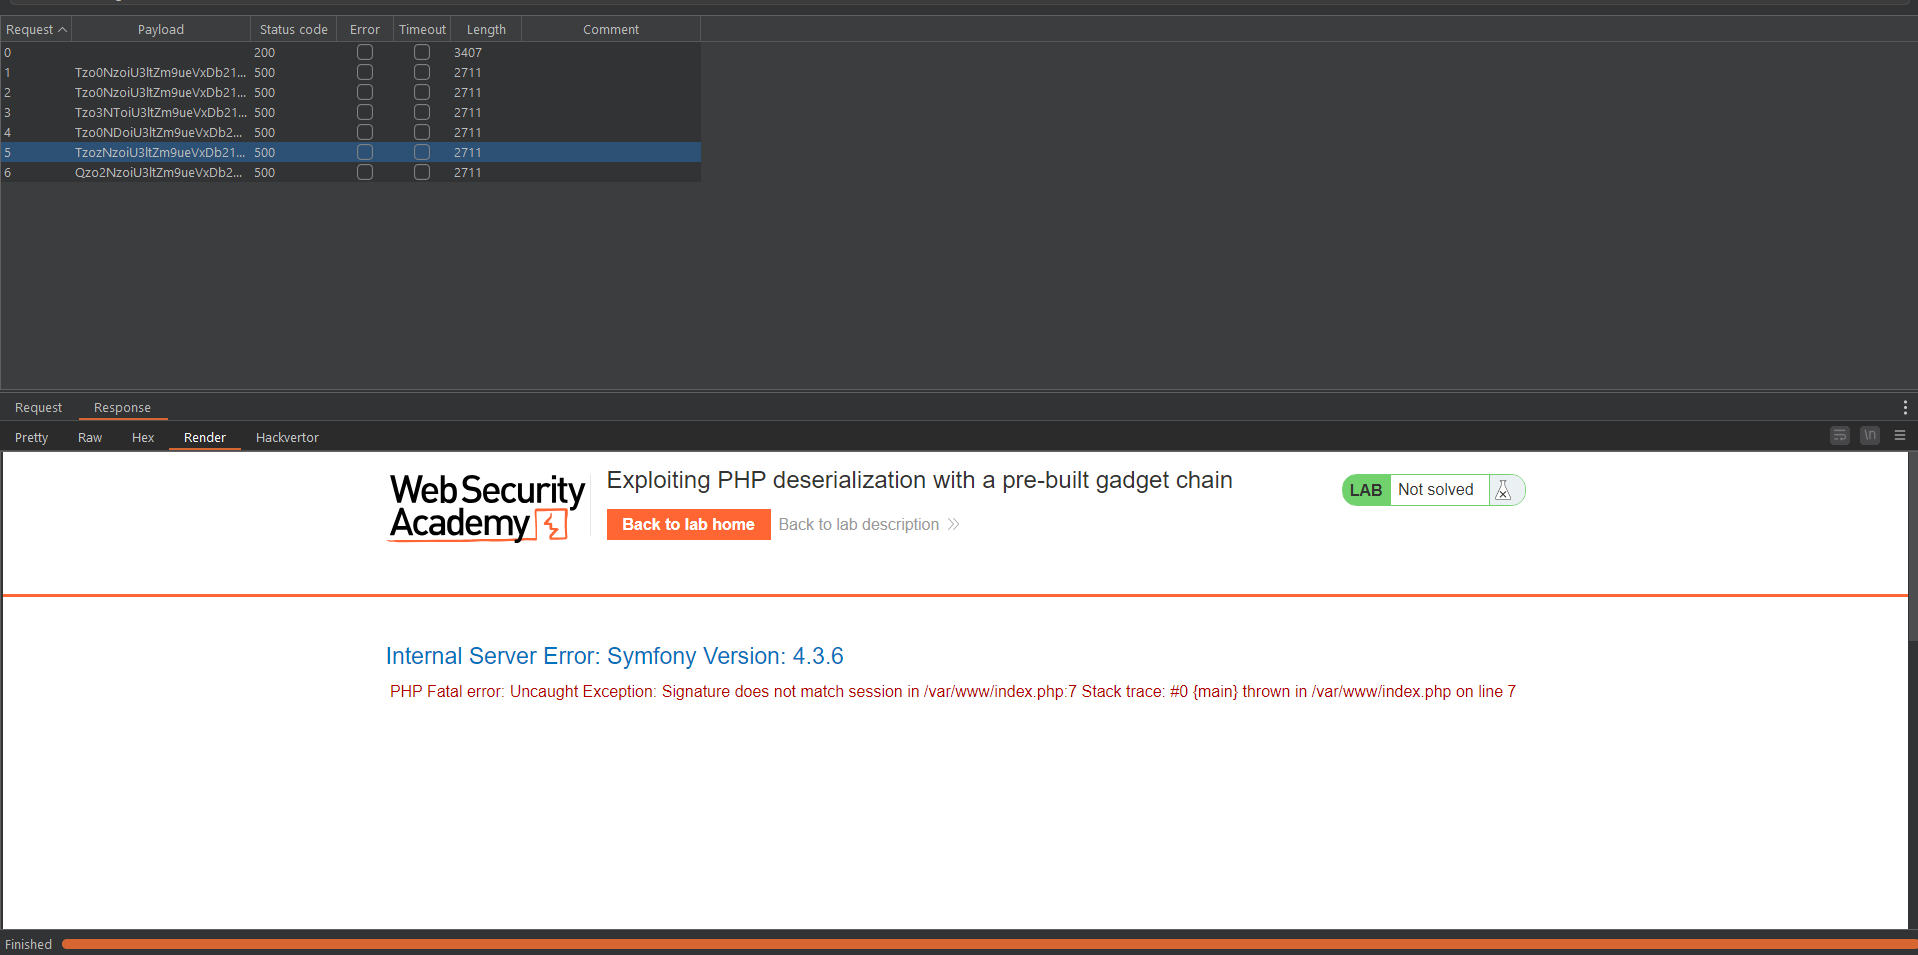 Request Payload Status code Error Timeout Length Comment
0 200 3407
1 Tzo0NzoiU3ltZm9ueVxDb21... 500 2711
2 Tzo0NzoiU3ltZm9ueVxDb21... 500 2711
3 Tzo3NToiU3ltZm9ueVxDb21... 500 2711
4 Tzo0NDoiU3ltZm9ueVxDb2... 500 2711
5 TzozNzoiU3ltZm9ueVxDb21... 500 2711
6 Qzo2NzoiU3ltZm9ueVxDb2... 500 2711
Request Response
Pretty Raw Hex Render Hackvertor \n
WebSecurity
Academy
Exploiting PHP deserialization with a pre-built gadget chain
Back to lab home Back to lab description
LAB Not solved
Internal Server Error: Symfony Version: 4.3.6
PHP Fatal error: Uncaught Exception: Signature does not match session in /var/www/index.php:7 Stack trace: #0 {main} thrown in /var/www/index.php on line 7
Finished